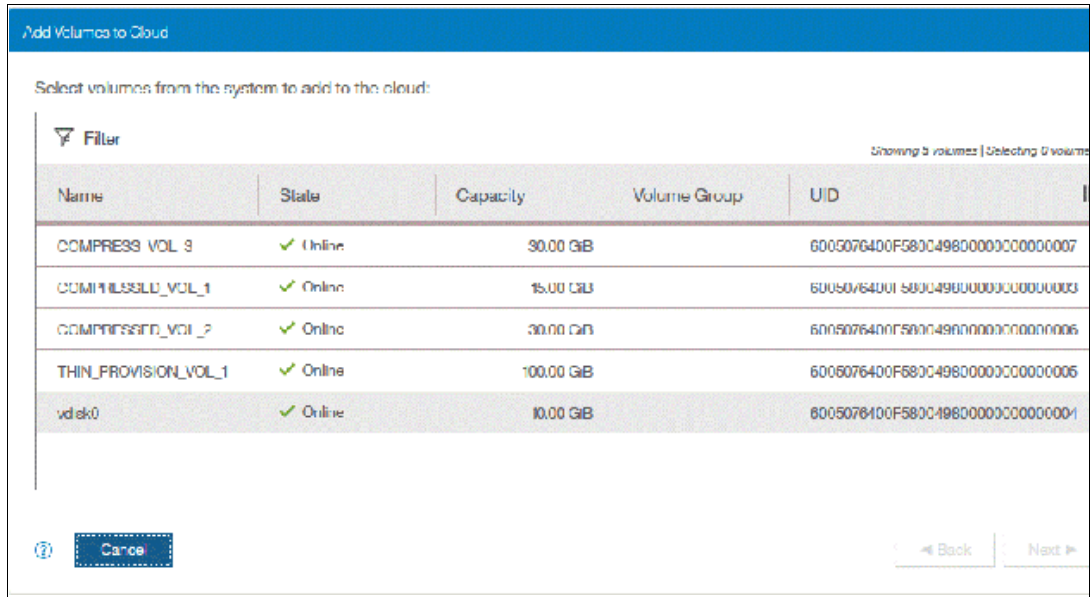 Add Volumes to Cloud
Select volumes from the system to add to the cloud:
Filter
Showing 5 volumes | Selecting 0 volume
Name State Capacity Volume Group UID
COMPRESS_VOL_3 Online 30.00 GiB 6005076400F580049800000000000007
COMPRESSED_VOL_1 Online 15.00 GiB 6005076400F580049800000000000003
COMPRESSED_VOL_2 Online 30.00 GiB 6005076400F580049800000000000006
THIN_PROVISION_VOL_1 Online 100.00 GiB 6005076400F580049800000000000005
vdisk0 Online 10.00 GiB 6005076400F580049800000000000004
Cancel Back Next